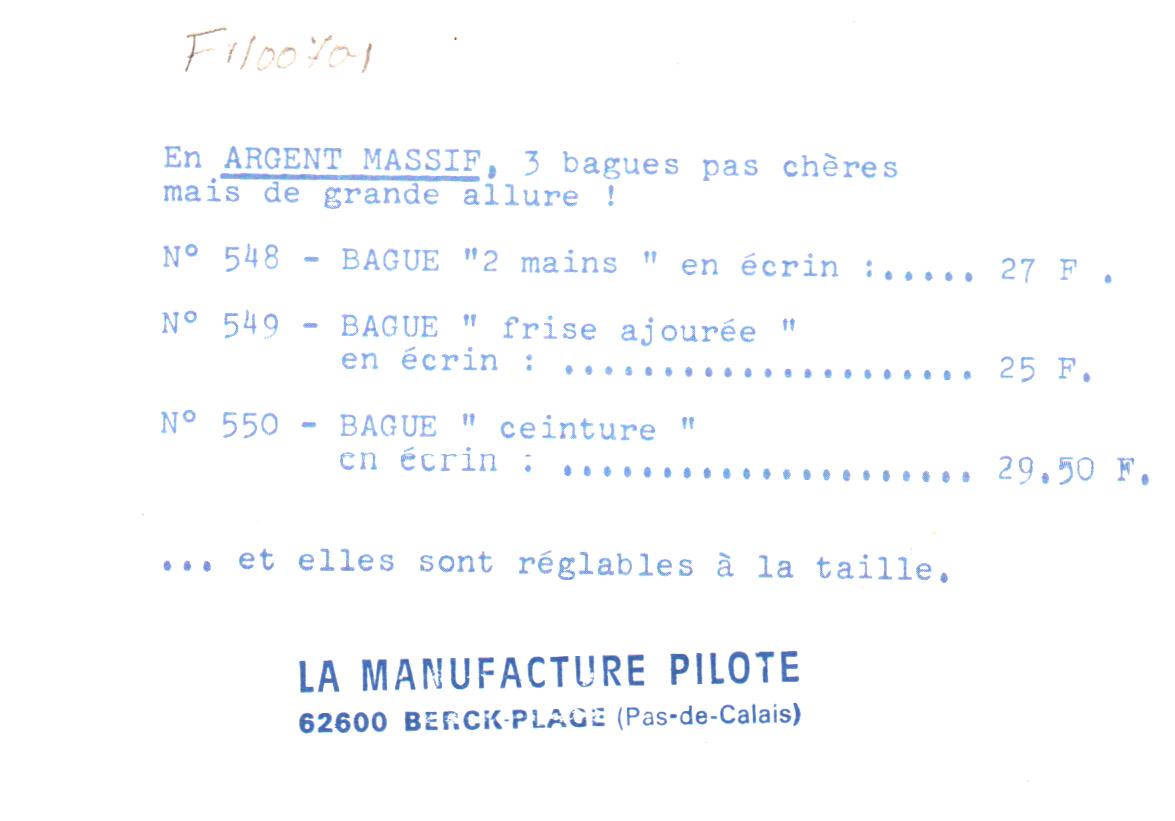 F1/00701
En ARGENT MASSIF, 3 bagues pas chères
mais de grande allure !
N° 548 - BAGUE "2 mains " en écrin :..... 27 F .
N° 549 - BAGUE " frise ajourée "
en écrin : ..................... 25 F.
N° 550 - BAGUE " ceinture "
en écrin : ..................... 29.50 F.
... et elles sont réglables à la taille.
LA MANUFACTURE PILOTE
62600 BERCK-PLAGE (Pas-de-Calais)